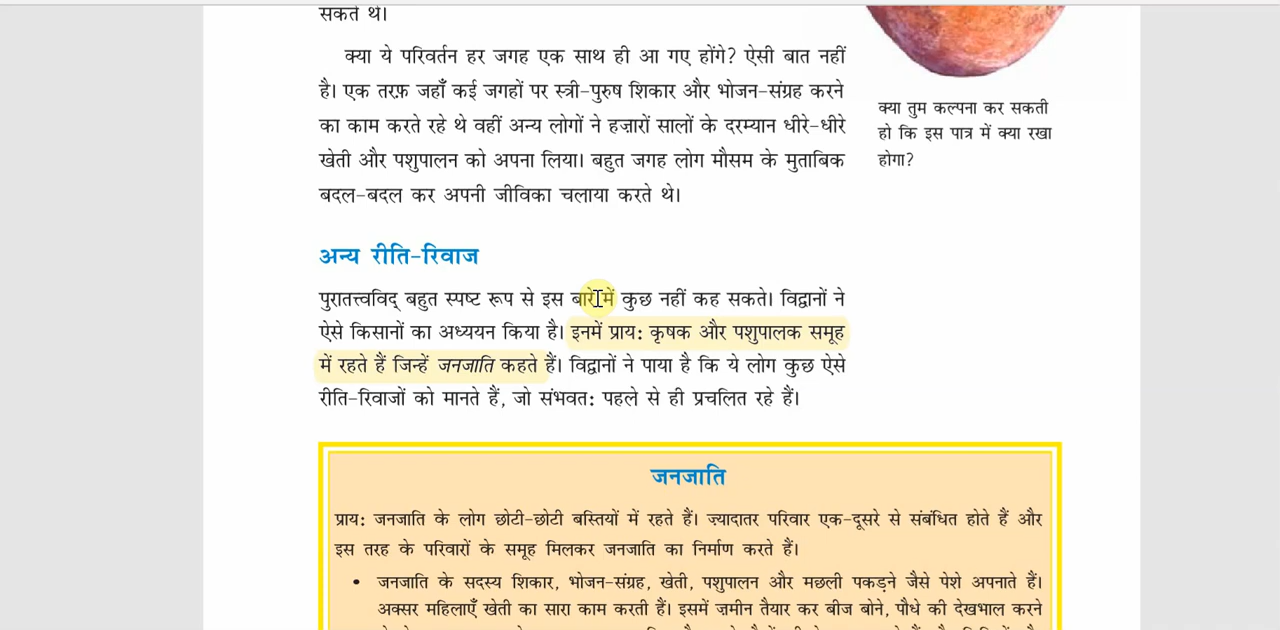 सकते थे।
क्या ये परिवर्तन हर जगह एक साथ ही आ गए होंगे? ऐसी बात नहीं
है। एक तरफ़ जहाँ कई जगहों पर स्त्री-पुरुष शिकार और भोजन-संग्रह करने
का काम करते रहे थे वहीं अन्य लोगों ने हज़ारों सालों के दरम्यान धीरे-धीरे
खेती और पशुपालन को अपना लिया। बहुत जगह लोग मौसम के मुताबिक
बदल-बदल कर अपनी जीविका चलाया करते थे।
क्या तुम कल्पना कर सकती
हो कि इस पात्र में क्या रखा
होगा?
अन्य रीति-रिवाज
पुरातत्त्वविद् बहुत स्पष्ट रूप से इस बारे में कुछ नहीं कह सकते। विद्वानों ने
ऐसे किसानों का अध्ययन किया है। इनमें प्राय: कृषक और पशुपालक समूह
में रहते हैं जिन्हें जनजाति कहते हैं। विद्वानों ने पाया है कि ये लोग कुछ ऐसे
रीति-रिवाजों को मानते हैं, जो संभवत: पहले से ही प्रचलित रहे हैं।
जनजाति
प्राय: जनजाति के लोग छोटी-छोटी बस्तियों में रहते हैं। ज़्यादातर परिवार एक-दूसरे से संबंधित होते हैं और
इस तरह के परिवारों के समूह मिलकर जनजाति का निर्माण करते हैं।
• जनजाति के सदस्य शिकार, भोजन-संग्रह, खेती, पशुपालन और मछली पकड़ने जैसे पेशे अपनाते हैं।
अक्सर महिलाएँ खेती का सारा काम करती हैं। इसमें ज़मीन तैयार कर बीज बोने, पौधे की देखभाल करने